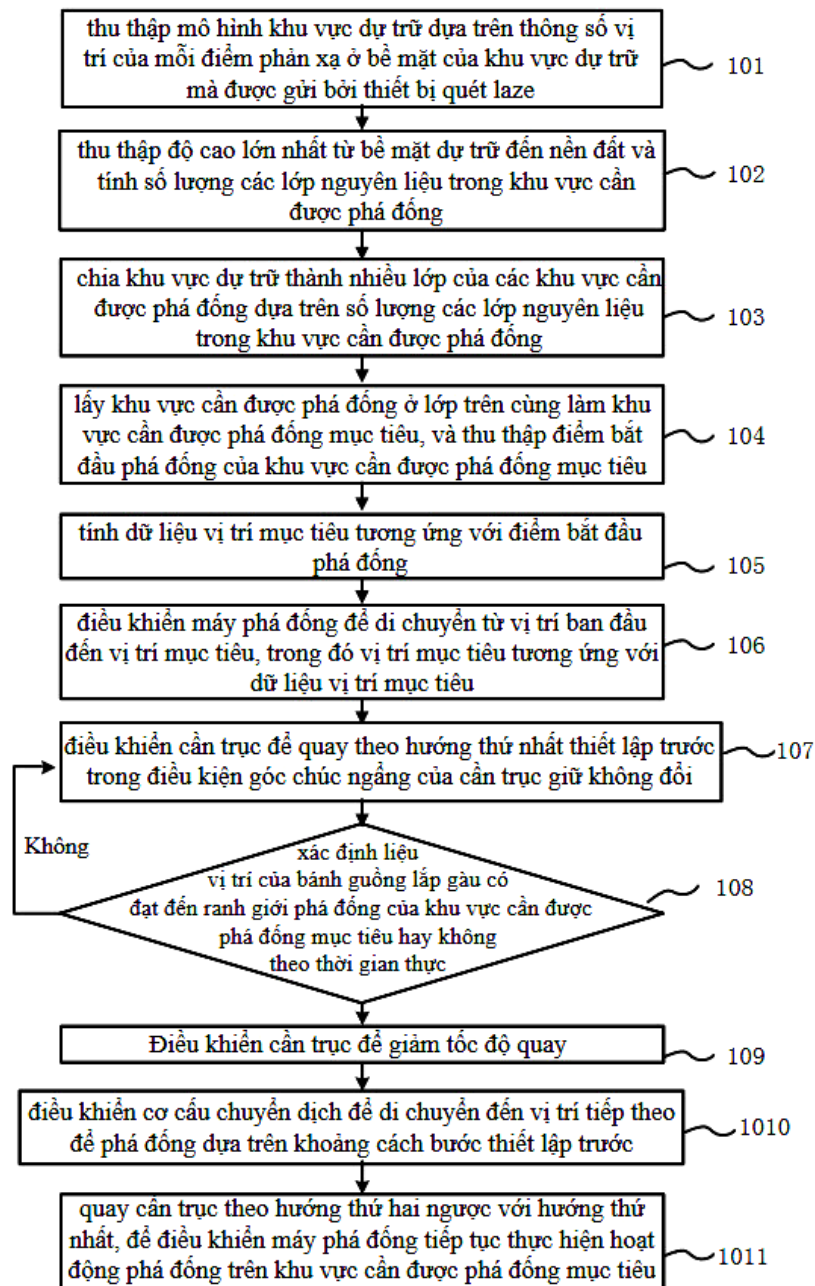 thu thập mô hình khu vực dự trữ dựa trên thông số vị
trí của mỗi điểm phản xạ ở bề mặt của khu vực dự trữ
mà được gửi bởi thiết bị quét laze
101
thu thập độ cao lớn nhất từ bề mặt dự trữ đến nền đất và
tính số lượng các lớp nguyên liệu trong khu vực cần
được phá đống
102
chia khu vực dự trữ thành nhiều lớp của các khu vực cần
được phá đống dựa trên số lượng các lớp nguyên liệu
trong khu vực cần được phá đống
103
lấy khu vực cần được phá đống ở lớp trên cùng làm khu
vực cần được phá đống mục tiêu, và thu thập điểm bắt
đầu phá đống của khu vực cần được phá đống mục tiêu
104
tính dữ liệu vị trí mục tiêu tương ứng với điểm bắt đầu
phá đống
105
điều khiển máy phá đống để di chuyển từ vị trí ban đầu
đến vị trí mục tiêu, trong đó vị trí mục tiêu tương ứng với
dữ liệu vị trí mục tiêu
106
điều khiển cần trục để quay theo hướng thứ nhất thiết lập trước
trong điều kiện góc chúc ngẩng của cần trục giữ không đổi
107
Không
xác định liệu
vị trí của bánh guồng lắp gàu có
đạt đến ranh giới phá đống của khu vực cần được
phá đống mục tiêu hay không
theo thời gian thực
108
Điều khiển cần trục để giảm tốc độ quay
109
điều khiển cơ cấu chuyển dịch để di chuyển đến vị trí tiếp theo
để phá đống dựa trên khoảng cách bước thiết lập trước
1010
quay cần trục theo hướng thứ hai ngược với hướng thứ
nhất, để điều khiển máy phá đống tiếp tục thực hiện hoạt
động phá đống trên khu vực cần được phá đống mục tiêu
1011